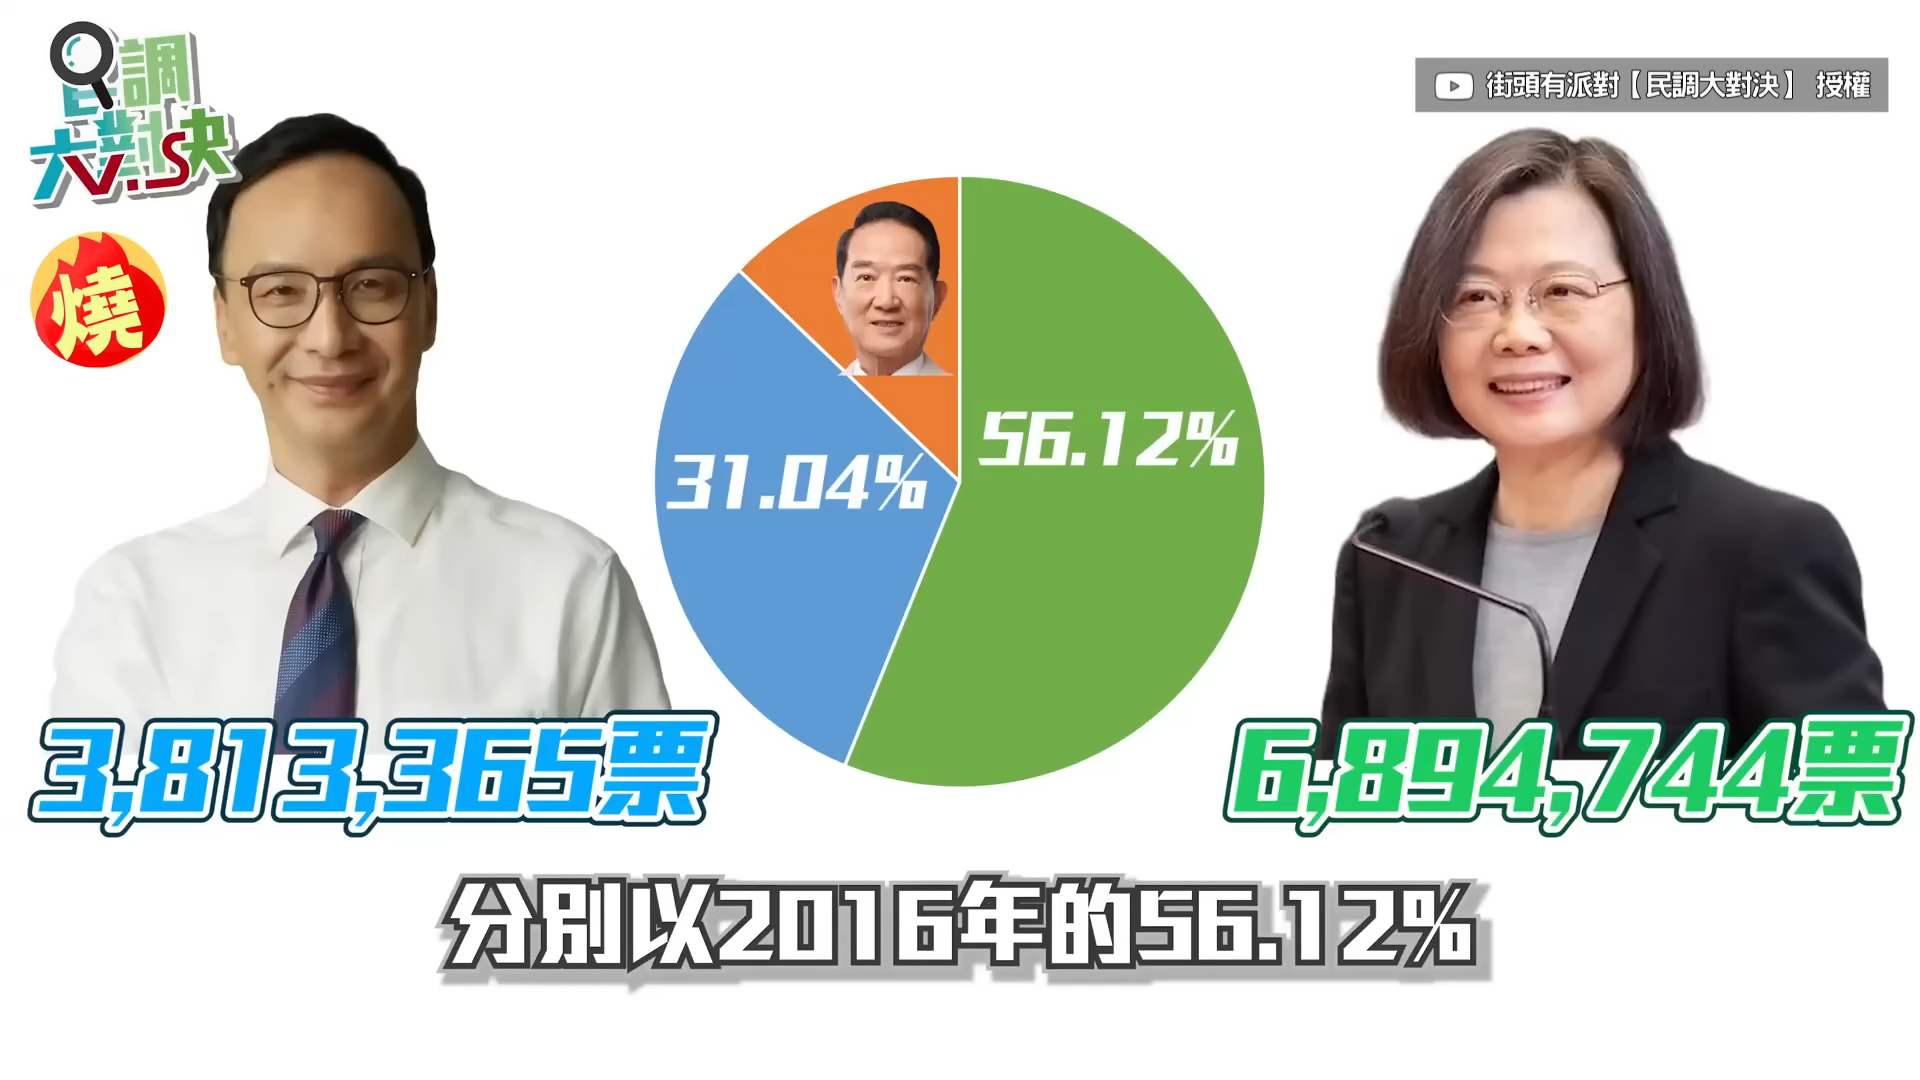 民調
大對決
V.S
街頭有派對【民調大對決】 授權
燒
56.12%
31.04%
3,813,365票
6,894,744票
分別以2016年的56.12%